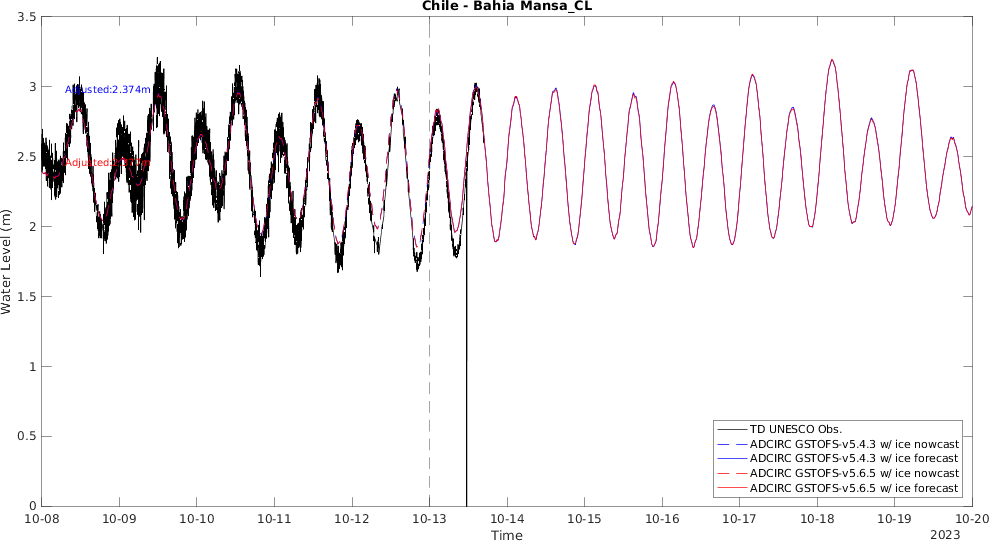 Chile - Bahia Mansa_CL
Water Level (m)
3.5
3
2.5
2
1.5
1
0.5
0
Adjusted:2.374m
Adjusted:
TD UNESCO Obs.
ADCIRC GSTOFS-v5.4.3 w/ ice nowcast
ADCIRC GSTOFS-v5.4.3 w/ ice forecast
ADCIRC GSTOFS-v5.6.5 w/ ice nowcast
ADCIRC GSTOFS-v5.6.5 w/ ice forecast
10-08 10-09 10-10 10-11 10-12 10-13 10-14 10-15 10-16 10-17 10-18 10-19 10-20
Time
2023